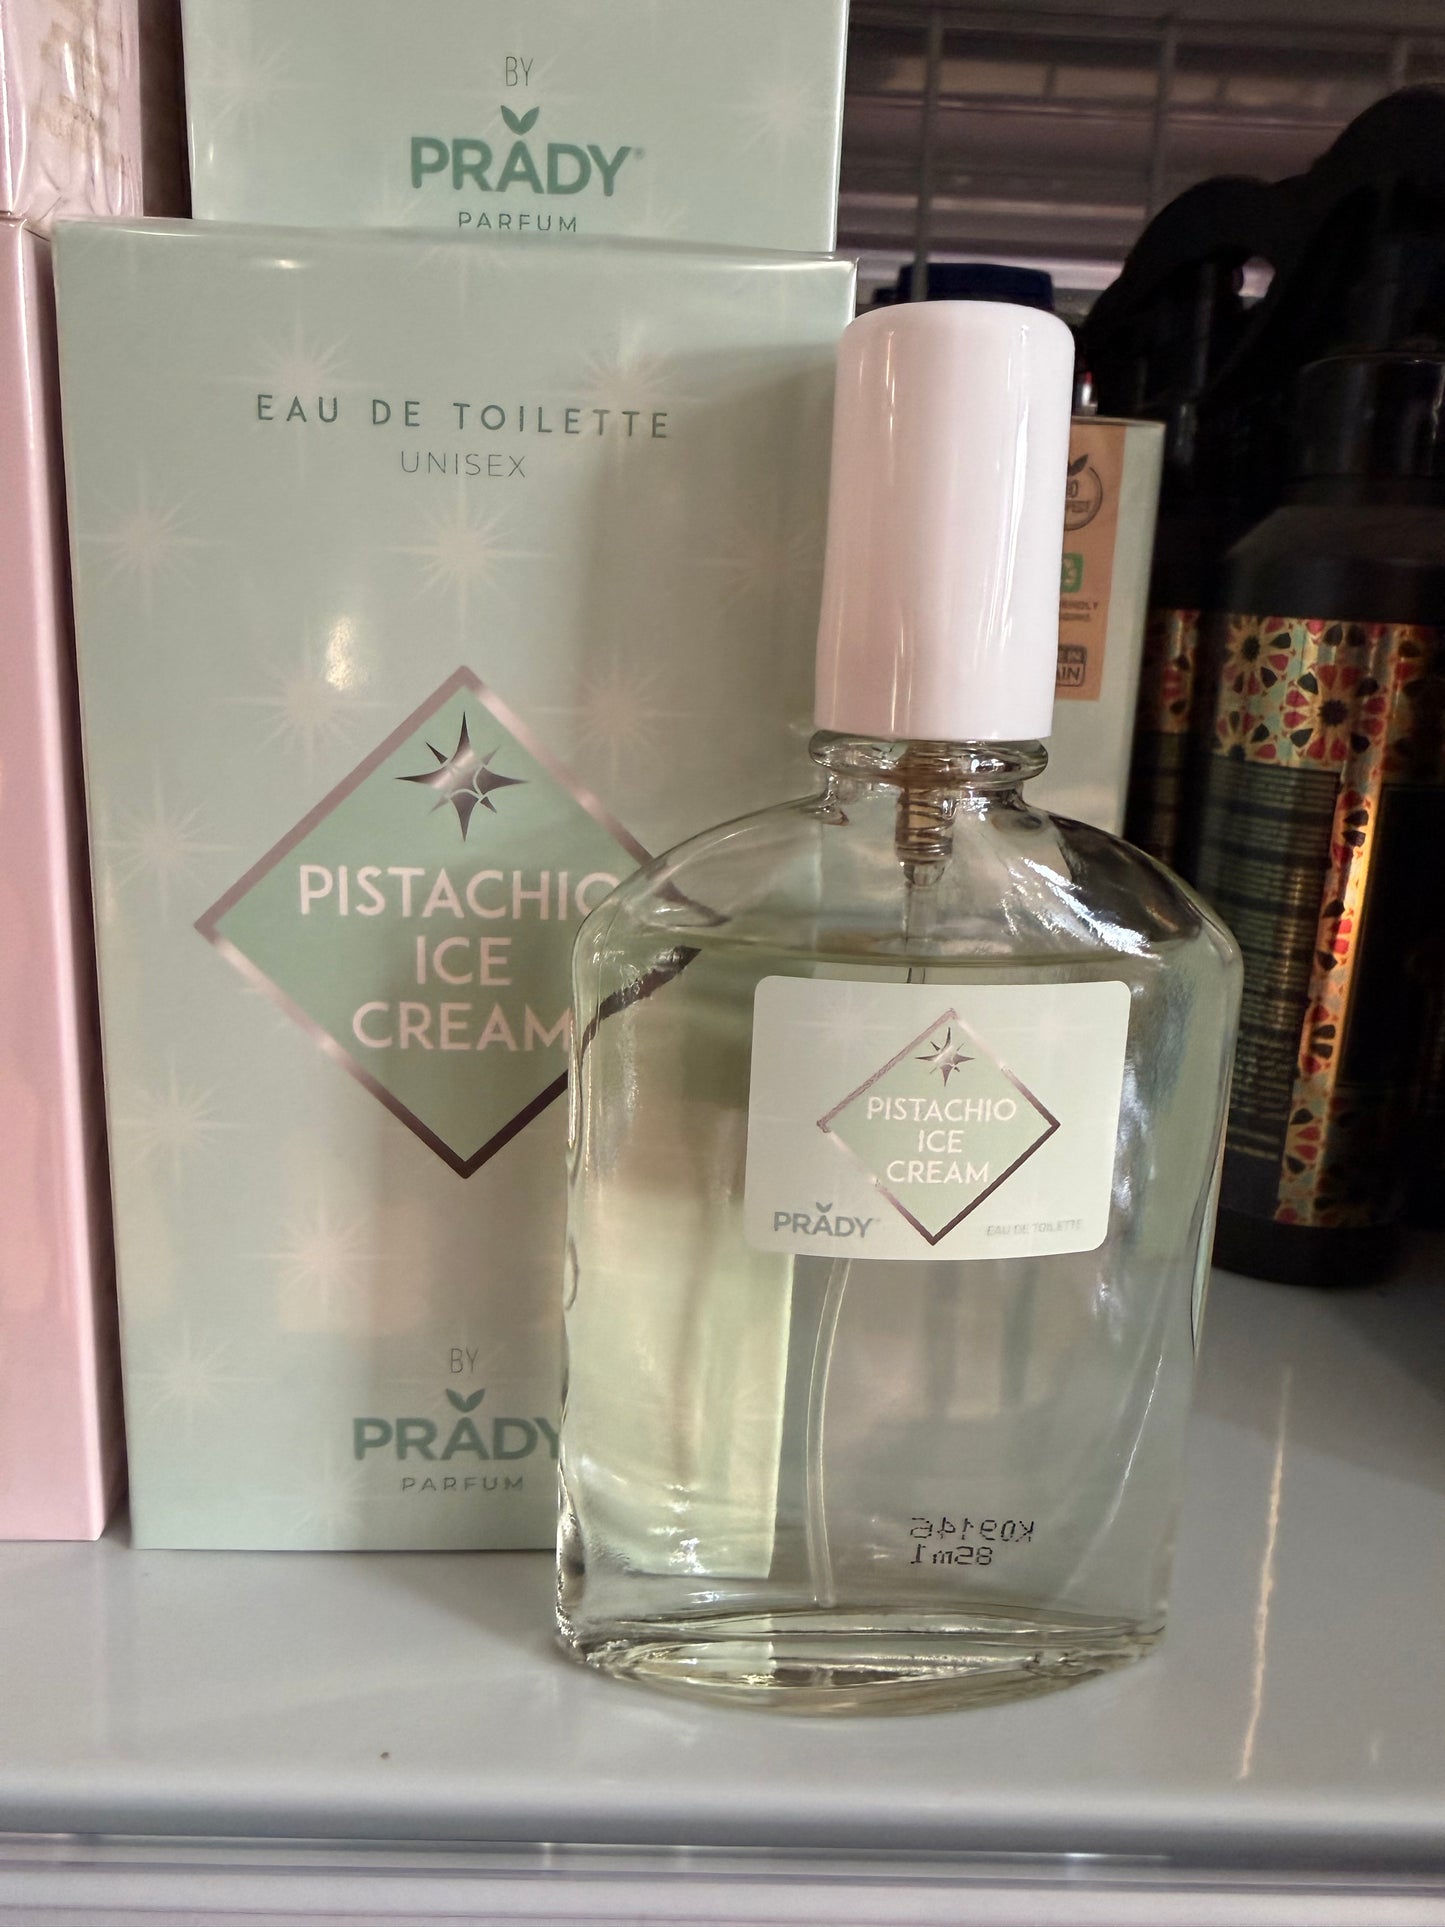 BY
PRADY®
PARFUM
EAU DE TOILETTE
UNISEX
PISTACHIO
ICE
CREAM
BY
PRADY
PARFUM
PISTACHIO
ICE
CREAM
PRADY
EAU DE TOILETTE
K09146
85ml